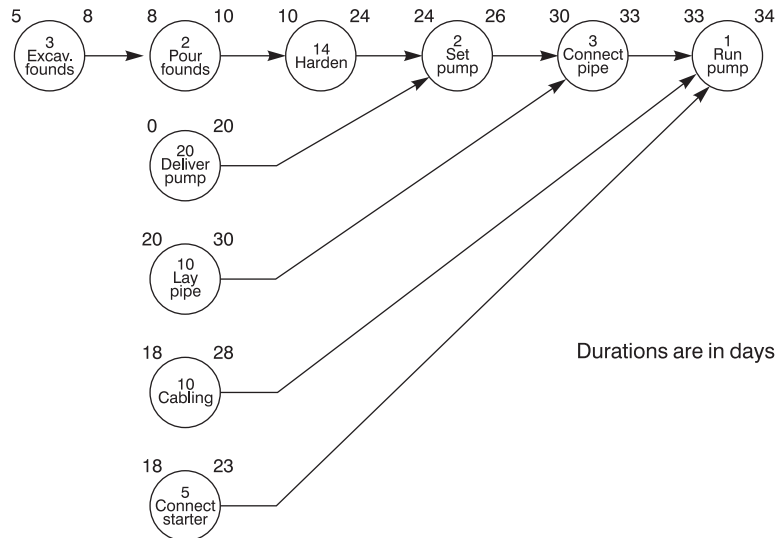 5 8 8 10 10 24 24 26 30 33 33 34
3
Excav.
founds
2
Pour
founds
14
Harden
2
Set
pump
3
Connect
pipe
1
Run
pump
0 20
20
Deliver
pump
20 30
10
Lay
pipe
18 28
10
Cabling
Durations are in days
18 23
5
Connect
starter